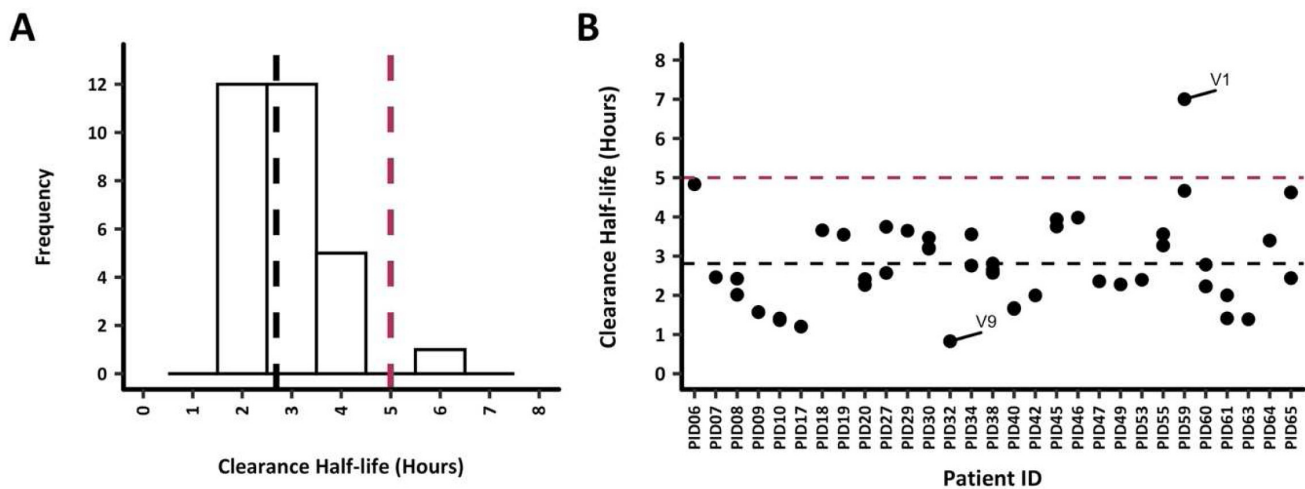 A
Frequency
12
10
8
6
4
2
0
0 1 2 3 4 5 6 7 8
Clearance Half-life (Hours)
B
Clearance Half-life (Hours)
8
7
6
5
4
3
2
1
0
V1
V9
PID06 PID07 PID08 PID09 PID10 PID17 PID18 PID19 PID20 PID27 PID29 PID30 PID32 PID34 PID38 PID40 PID42 PID45 PID46 PID47 PID49 PID53 PID55 PID59 PID60 PID61 PID63 PID64 PID65
Patient ID